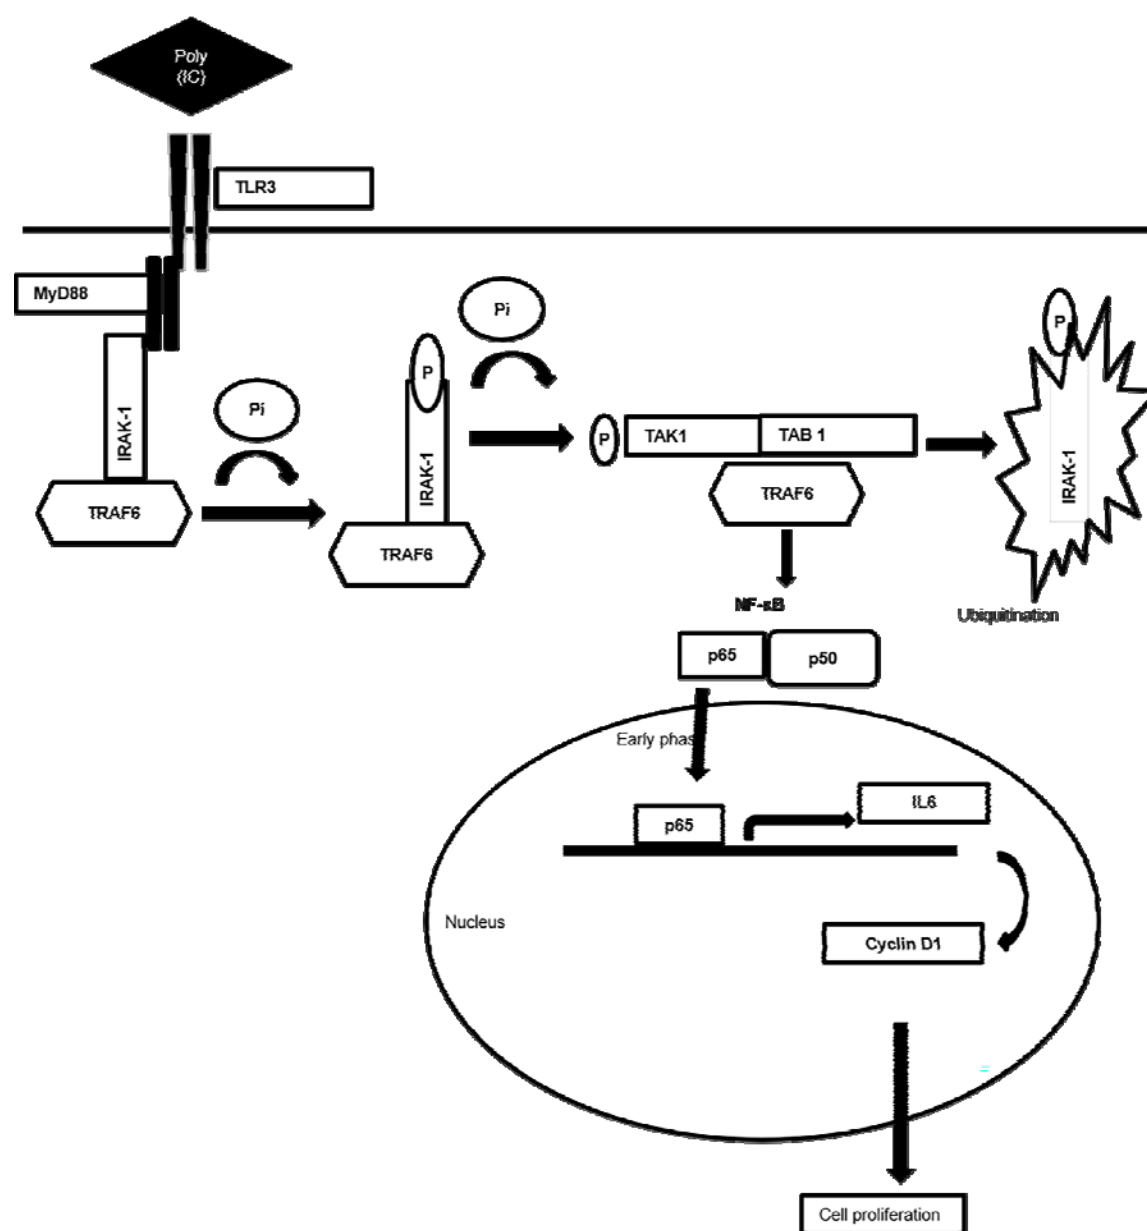 Poly
{IC}
TLR3
MyD88
Pi
P
P
Pi
IRAK-1
IRAK-1
P
TAK1
TAB 1
IRAK-1
TRAF6
TRAF6
TRAF6
NF-κB
Ubiquitination
p65
p50
Early phas
p65
IL6
Nucleus
Cyclin D1
=
Cell proliferation